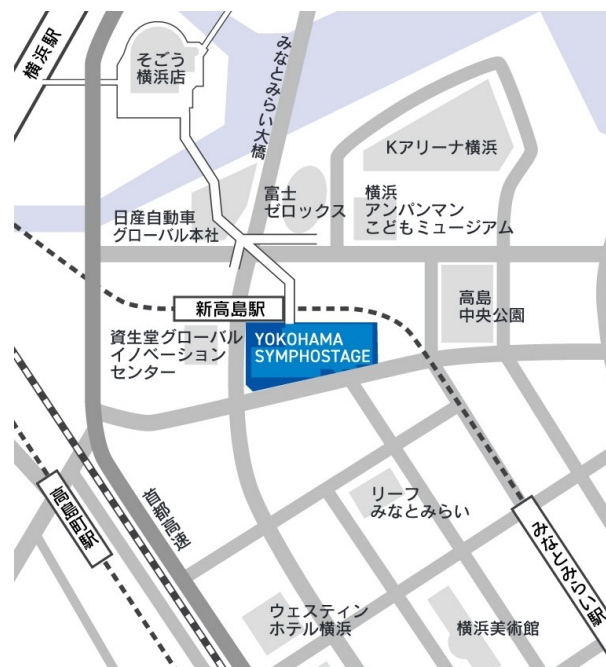 横浜駅
そごう
横浜店
みなとみらい大橋
Kアリーナ横浜
日産自動車
グローバル本社
富士
ゼロックス
横浜
アンパンマン
こどもミュージアム
新高島駅
高島
中央公園
資生堂グローバル
イノベーション
センター
YOKOHAMA
SYMPHOSTAGE
高島町駅
首都高速
リーフ
みなとみらい
みなとみらい駅
ウェスティン
ホテル横浜
横浜美術館